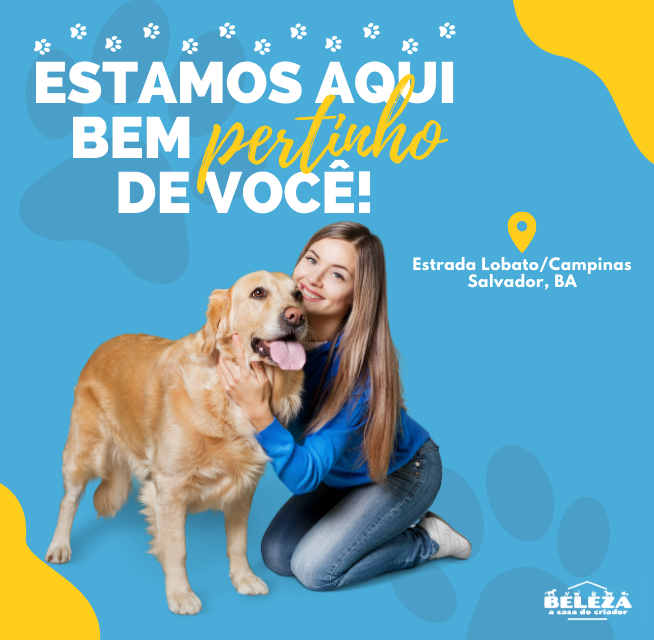 ESTAMOS AQUI
BEM pertinho
DE VOCÊ!
Estrada Lobato/Campinas
Salvador, BA
BELEZA
a casa do criador